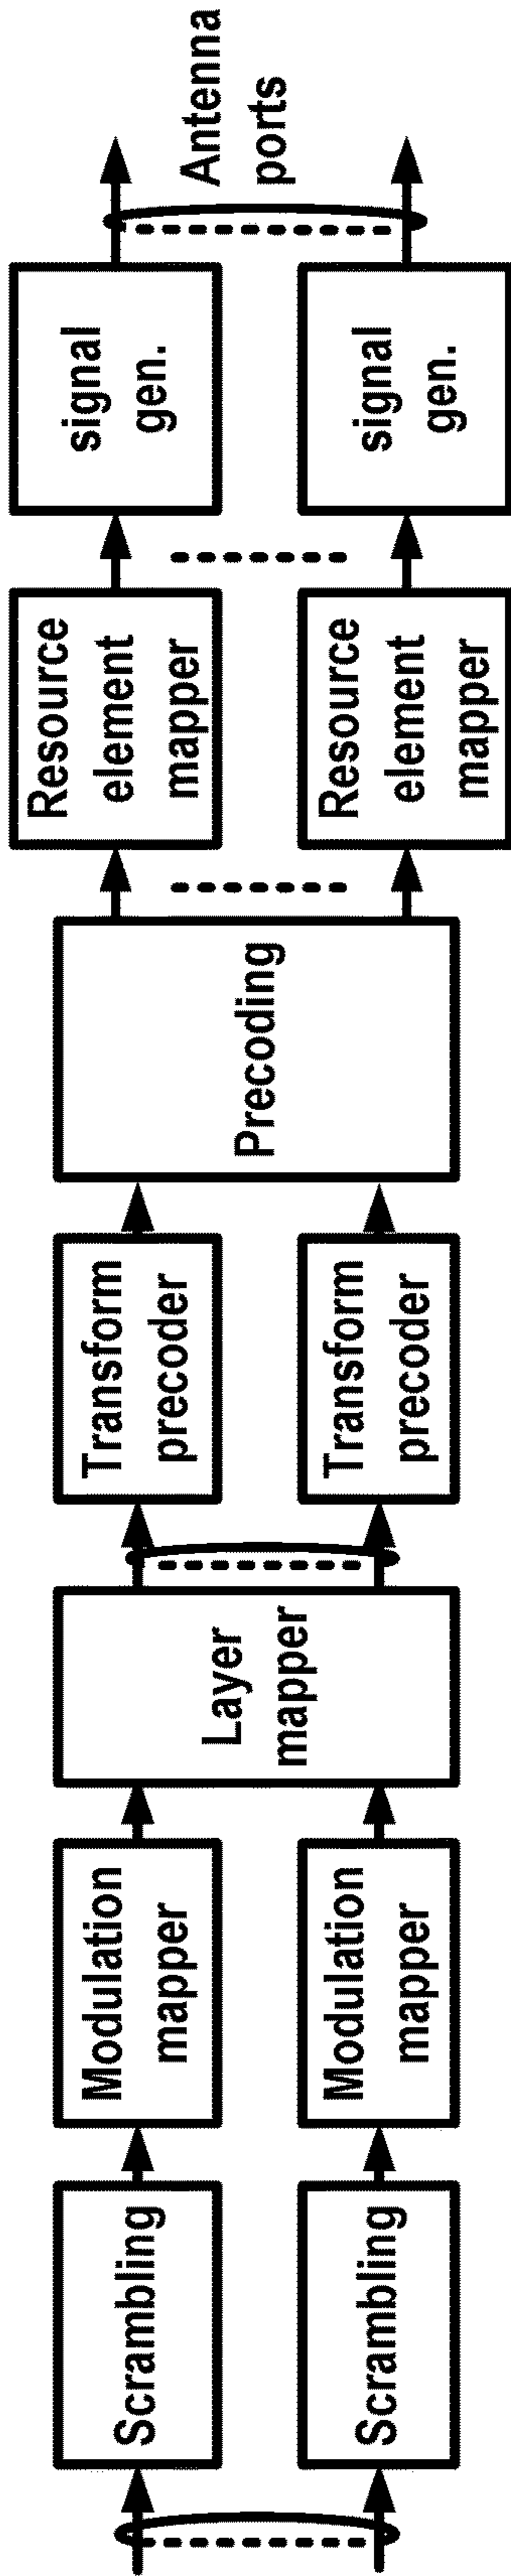 Scrambling
Modulation
mapper
Layer
mapper
Transform
precoder
Precoding
Resource
element
mapper
signal
gen.
Antenna
ports
Scrambling
Modulation
mapper
Transform
precoder
Resource
element
mapper
signal
gen.